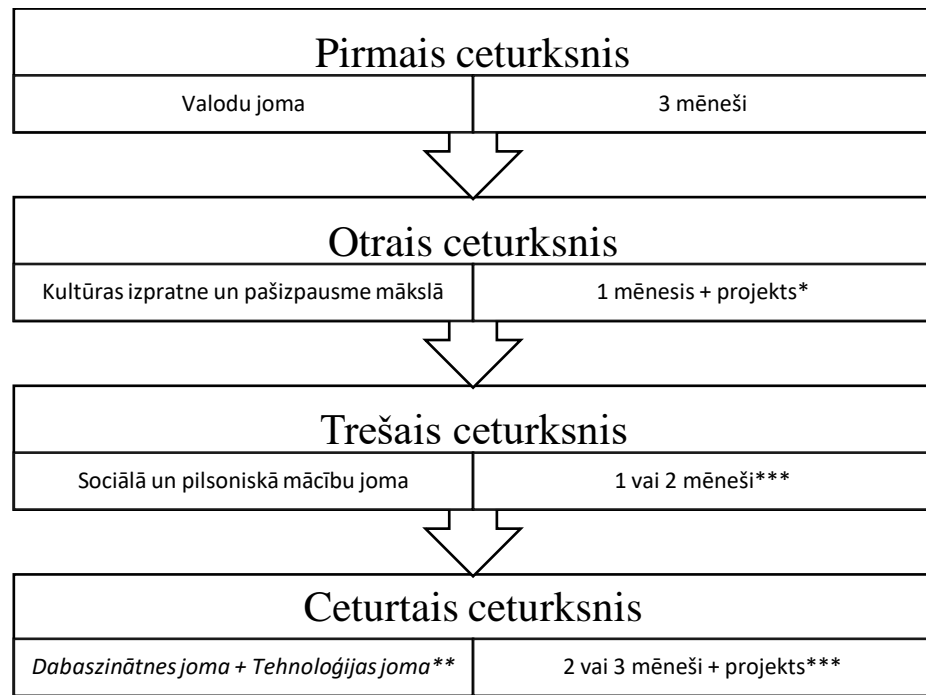 Pirmais ceturksnis
Valodu joma
3 mēneši
Otrais ceturksnis
Kultūras izpratne un pašizpausme mākslā
1 mēnesis + projekts*
Trešais ceturksnis
Sociālā un pilsoniskā mācību joma
1 vai 2 mēneši***
Ceturtais ceturksnis
Dabaszinātnes joma + Tehnoloģijas joma**
2 vai 3 mēneši + projekts***